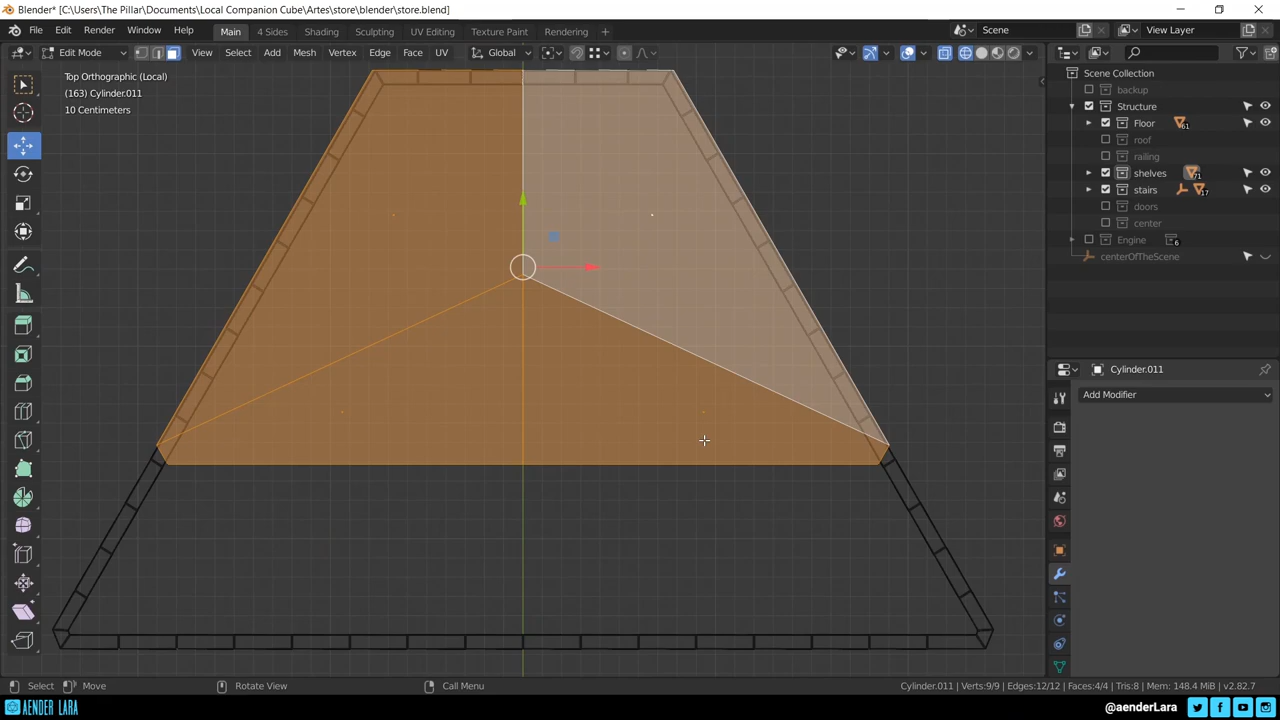 Blender* [C:\Users\The Pillar\Documents\Local Companion Cube\Artes\store\blender\store.blend]
File Edit Render Window Help Main 4 Sides Sculpting UV Editing Texture Paint Rendering Scene View Layer
Edit Mode View Select Add Mesh Vertex Edge Face UV Global
Top Orthographic (Local)
(163) Cylinder.011
10 Centimeters
Scene Collection
backup
Structure
Floor 61
roof
railing
shelves 71
stairs 17
doors
center
Engine 6
centerOfTheScene
Cylinder.011
Add Modifier
Select Move Rotate View Call Menu Cylinder.011 | Verts:9/9 | Edges:12/12 | Faces:4/4 | Tris:8 | Mem: 148.4 MiB | v2.82.7
AENDER LARA @aenderLara